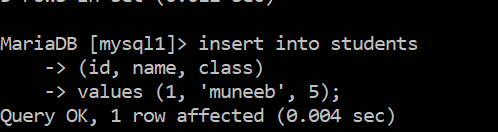 MariaDB [mysql1]> insert into students
-> (id, name, class)
-> values (1, 'muneeb', 5);
Query OK, 1 row affected (0.004 sec)